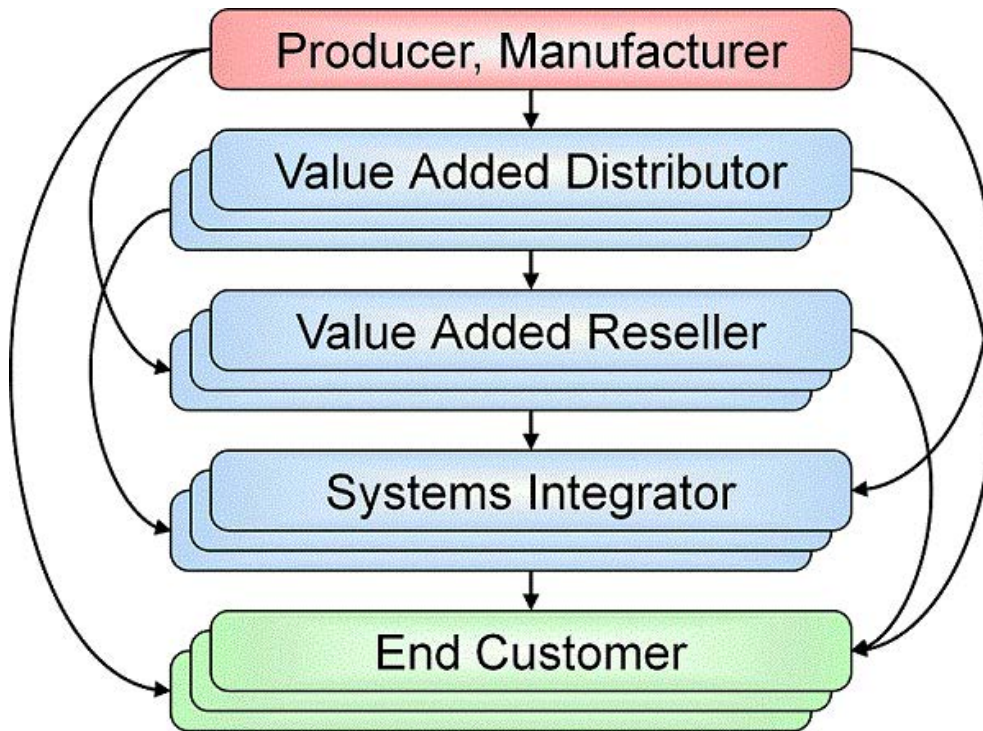 Producer, Manufacturer
Value Added Distributor
Value Added Reseller
Systems Integrator
End Customer